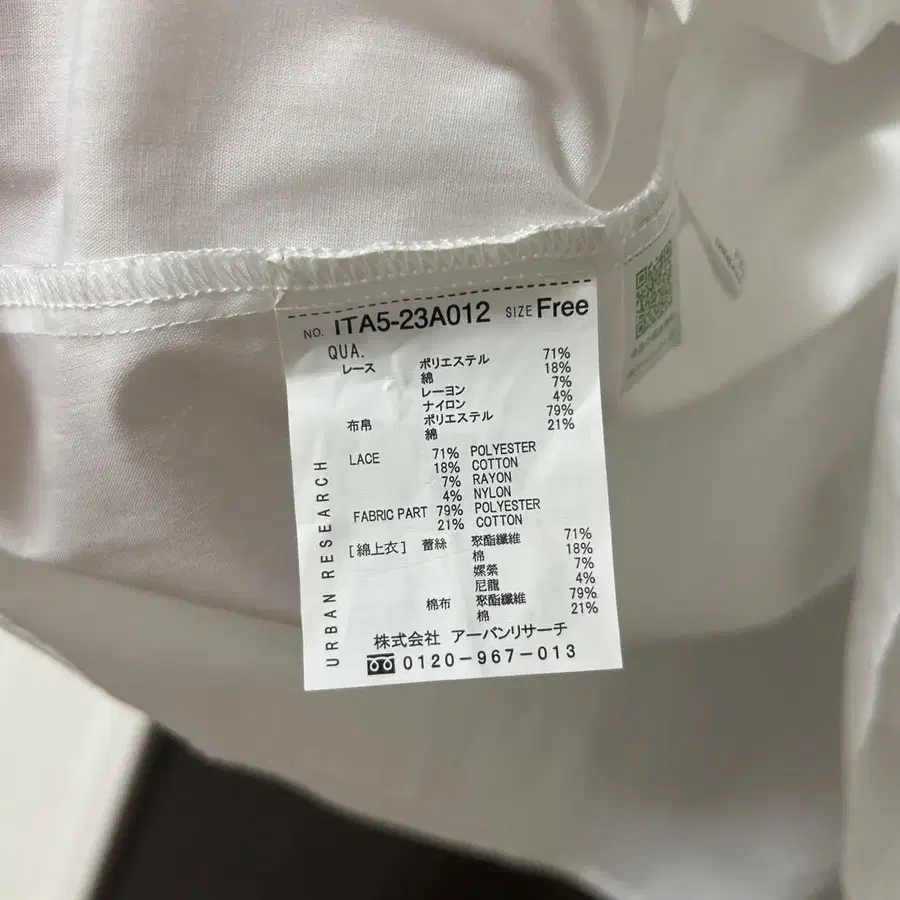 NO. ITA5-23A012 SIZE Free
QUA.
レース ポリエステル 71%
綿 18%
レーヨン 7%
ナイロン 4%
布帛 ポリエステル 79%
綿 21%
LACE 71% POLYESTER
18% COTTON
7% RAYON
4% NYLON
FABRIC PART 79% POLYESTER
21% COTTON
[綿上衣] 蕾絲 聚酯纖維 71%
棉 18%
嫘縈 7%
尼龍 4%
棉布 聚酯纖維 79%
棉 21%
株式会社 アーバンリサーチ
0120-967-013
URBAN RESEARCH